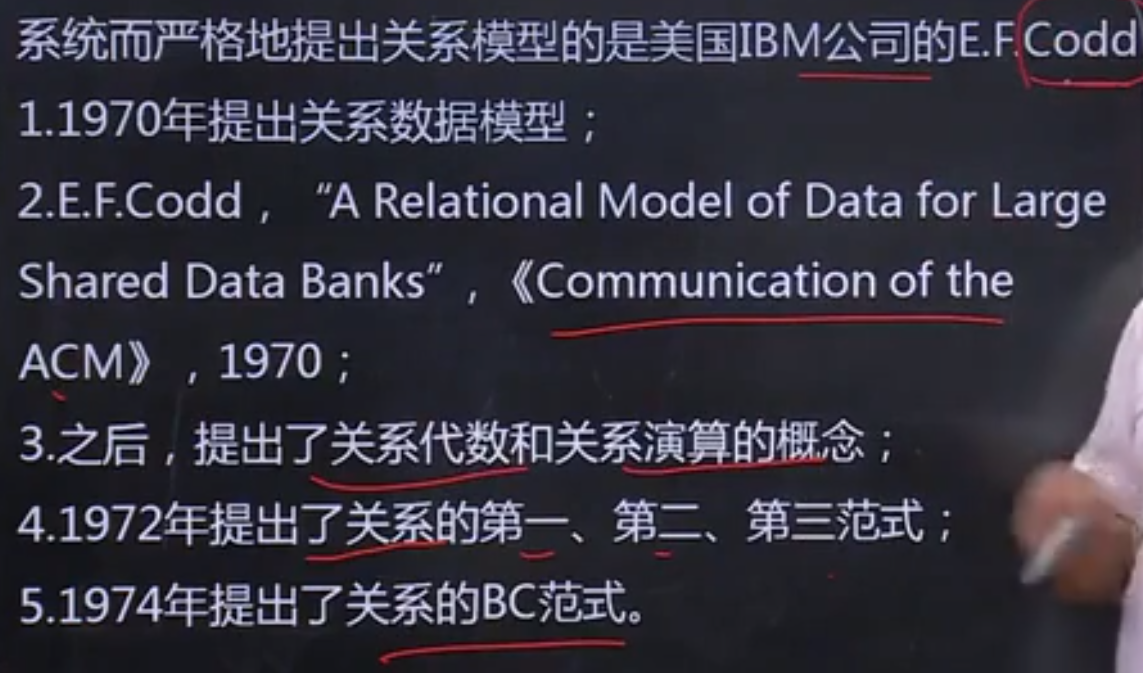 系统而严格地提出关系模型的是美国IBM公司的E.F.Codd
1.1970年提出关系数据模型；
2.E.F.Codd，“A Relational Model of Data for Large
Shared Data Banks”，《Communication of the
ACM》，1970；
3.之后，提出了关系代数和关系演算的概念；
4.1972年提出了关系的第一、第二、第三范式；
5.1974年提出了关系的BC范式。